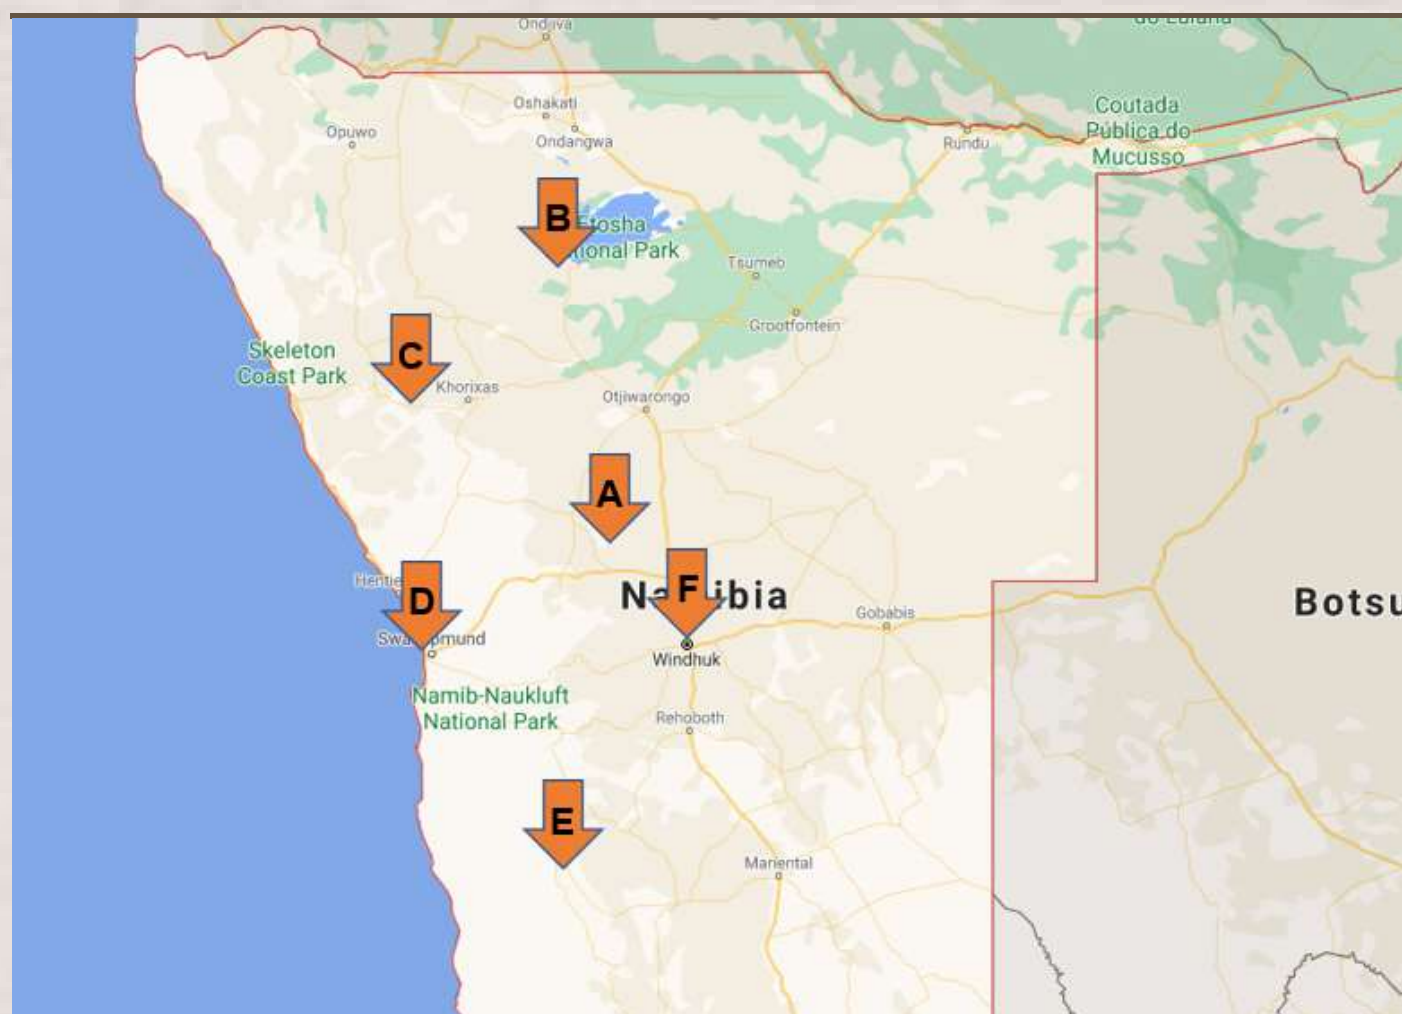 Ondjiva
Oshakati
Opuwo
Ondangwa
Rundu
Coutada
Pública do
Mucusso
B
Etosha
National Park
Tsumeb
Grootfontein
Skeleton
Coast Park
C
Khorixas
Otjiwarongo
A
D
F
Namibia
Gobabis
Botsu
Swakopmund
Windhuk
Namib-Naukluft
National Park
Rehoboth
E
Mariental